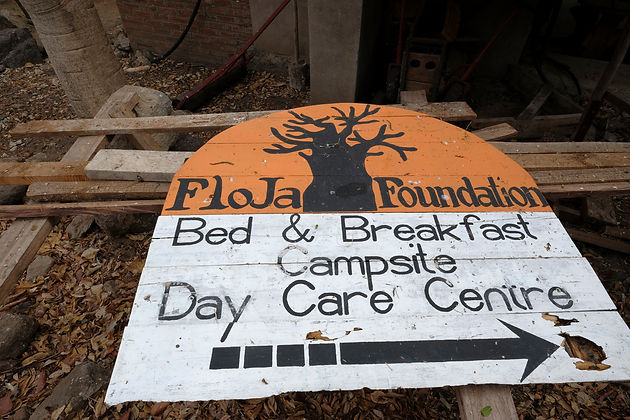 FloJa Foundation
Bed & Breakfast
Campsite
Day Care Centre